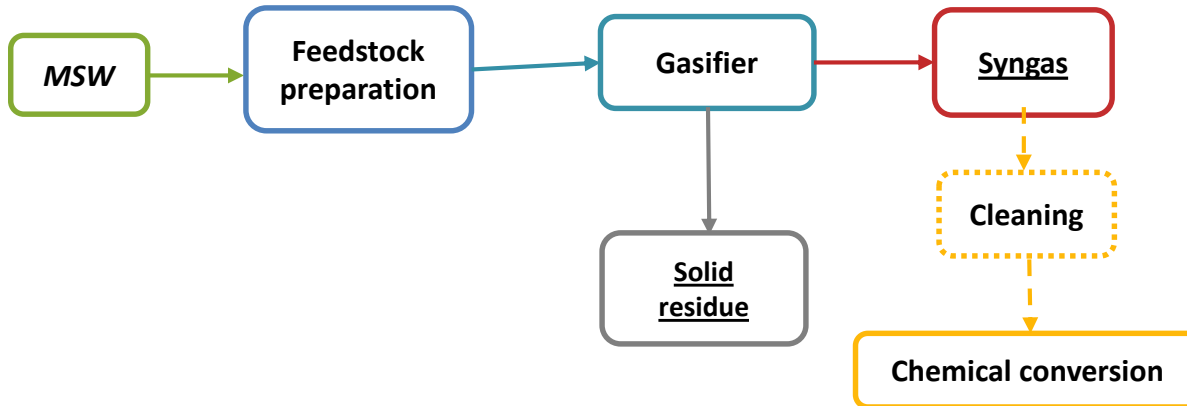 MSW
Feedstock
preparation
Gasifier
Syngas
Cleaning
Solid
residue
Chemical conversion